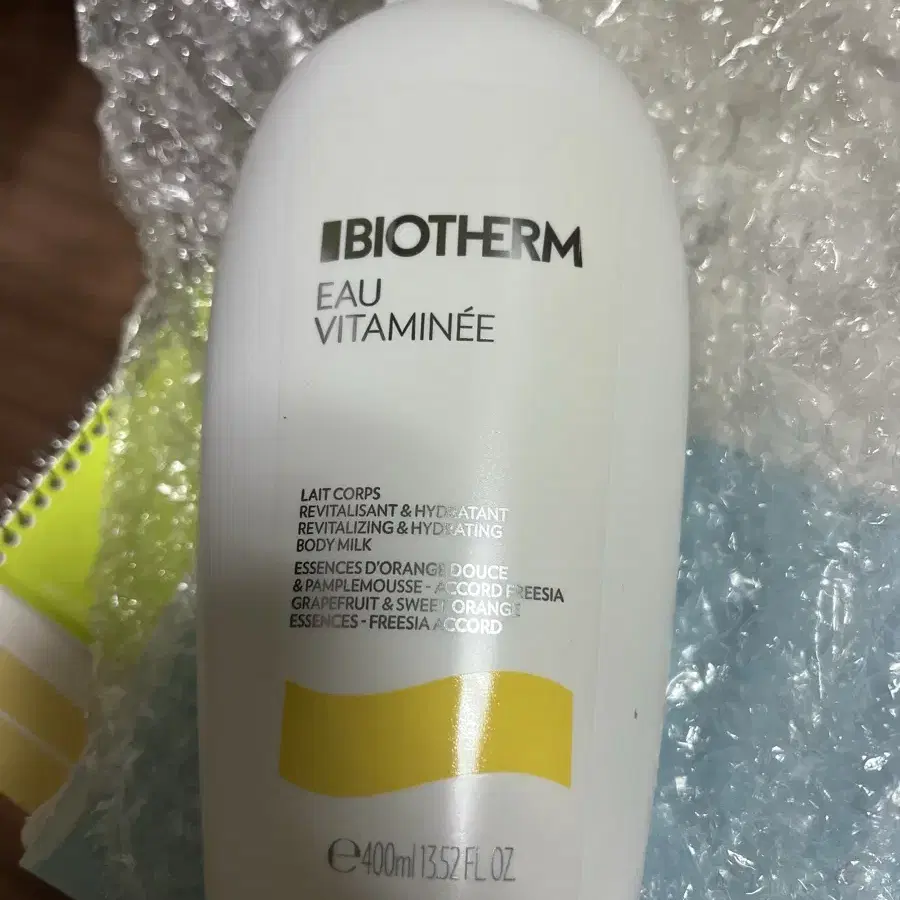 BIOTHERM
EAU
VITAMINÉE
LAIT CORPS
REVITALISANT & HYDRATANT
REVITALIZING & HYDRATING
BODY MILK
ESSENCES D'ORANGE DOUCE
& PAMPLEMOUSSE - ACCORD FREESIA
GRAPEFRUIT & SWEET ORANGE
ESSENCES - FREESIA ACCORD
℮400ml 13.52 FL OZ